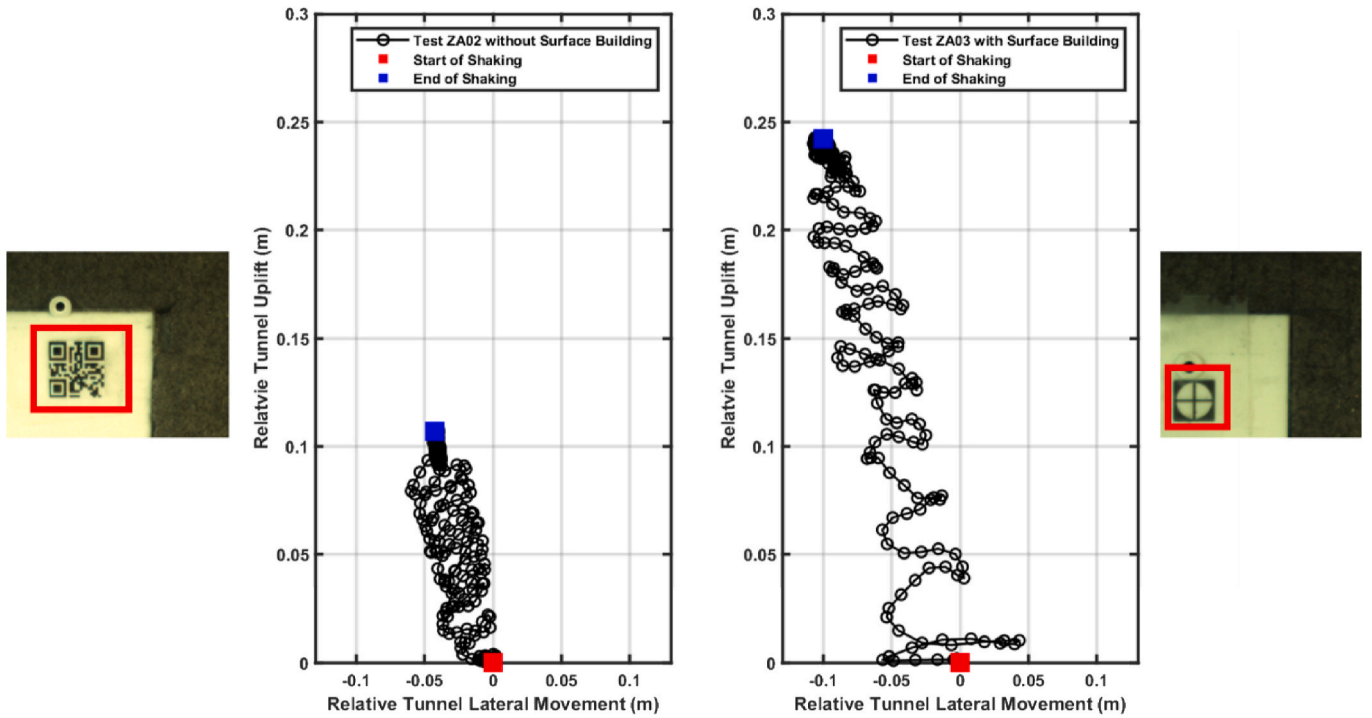 0.3
0.25
0.2
0.15
0.1
0.05
0
-0.1
-0.05
0
0.05
0.1
Relatvie Tunnel Uplift (m)
Relative Tunnel Lateral Movement (m)
Test ZA02 without Surface Building
Start of Shaking
End of Shaking
0.3
0.25
0.2
0.15
0.1
0.05
0
-0.1
-0.05
0
0.05
0.1
Relative Tunnel Uplift (m)
Relative Tunnel Lateral Movement (m)
Test ZA03 with Surface Building
Start of Shaking
End of Shaking